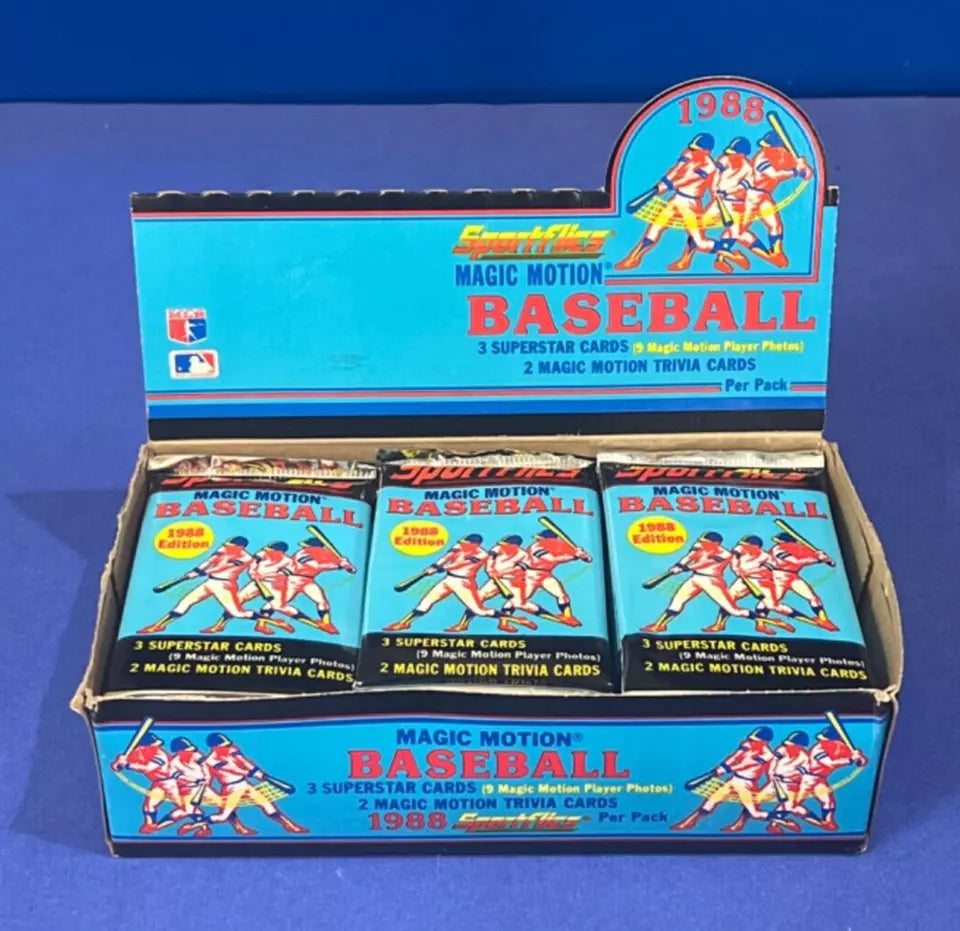 1988
Sportflics
MAGIC MOTION®
BASEBALL
3 SUPERSTAR CARDS (9 Magic Motion Player Photos)
2 MAGIC MOTION TRIVIA CARDS
Per Pack
Sportflics
MAGIC MOTION
BASEBALL
1988
Edition
3 SUPERSTAR CARDS
(9 Magic Motion Player Photos)
2 MAGIC MOTION TRIVIA CARDS
Sportflics
MAGIC MOTION
BASEBALL
1988
Edition
3 SUPERSTAR CARDS
(9 Magic Motion Player Photos)
2 MAGIC MOTION TRIVIA CARDS
Sportflics
MAGIC MOTION
BASEBALL
1988
Edition
3 SUPERSTAR CARDS
(9 Magic Motion Player Photos)
2 MAGIC MOTION TRIVIA CARDS
MAGIC MOTION®
BASEBALL
3 SUPERSTAR CARDS (9 Magic Motion Player Photos)
2 MAGIC MOTION TRIVIA CARDS
1988 Sportflics Per Pack